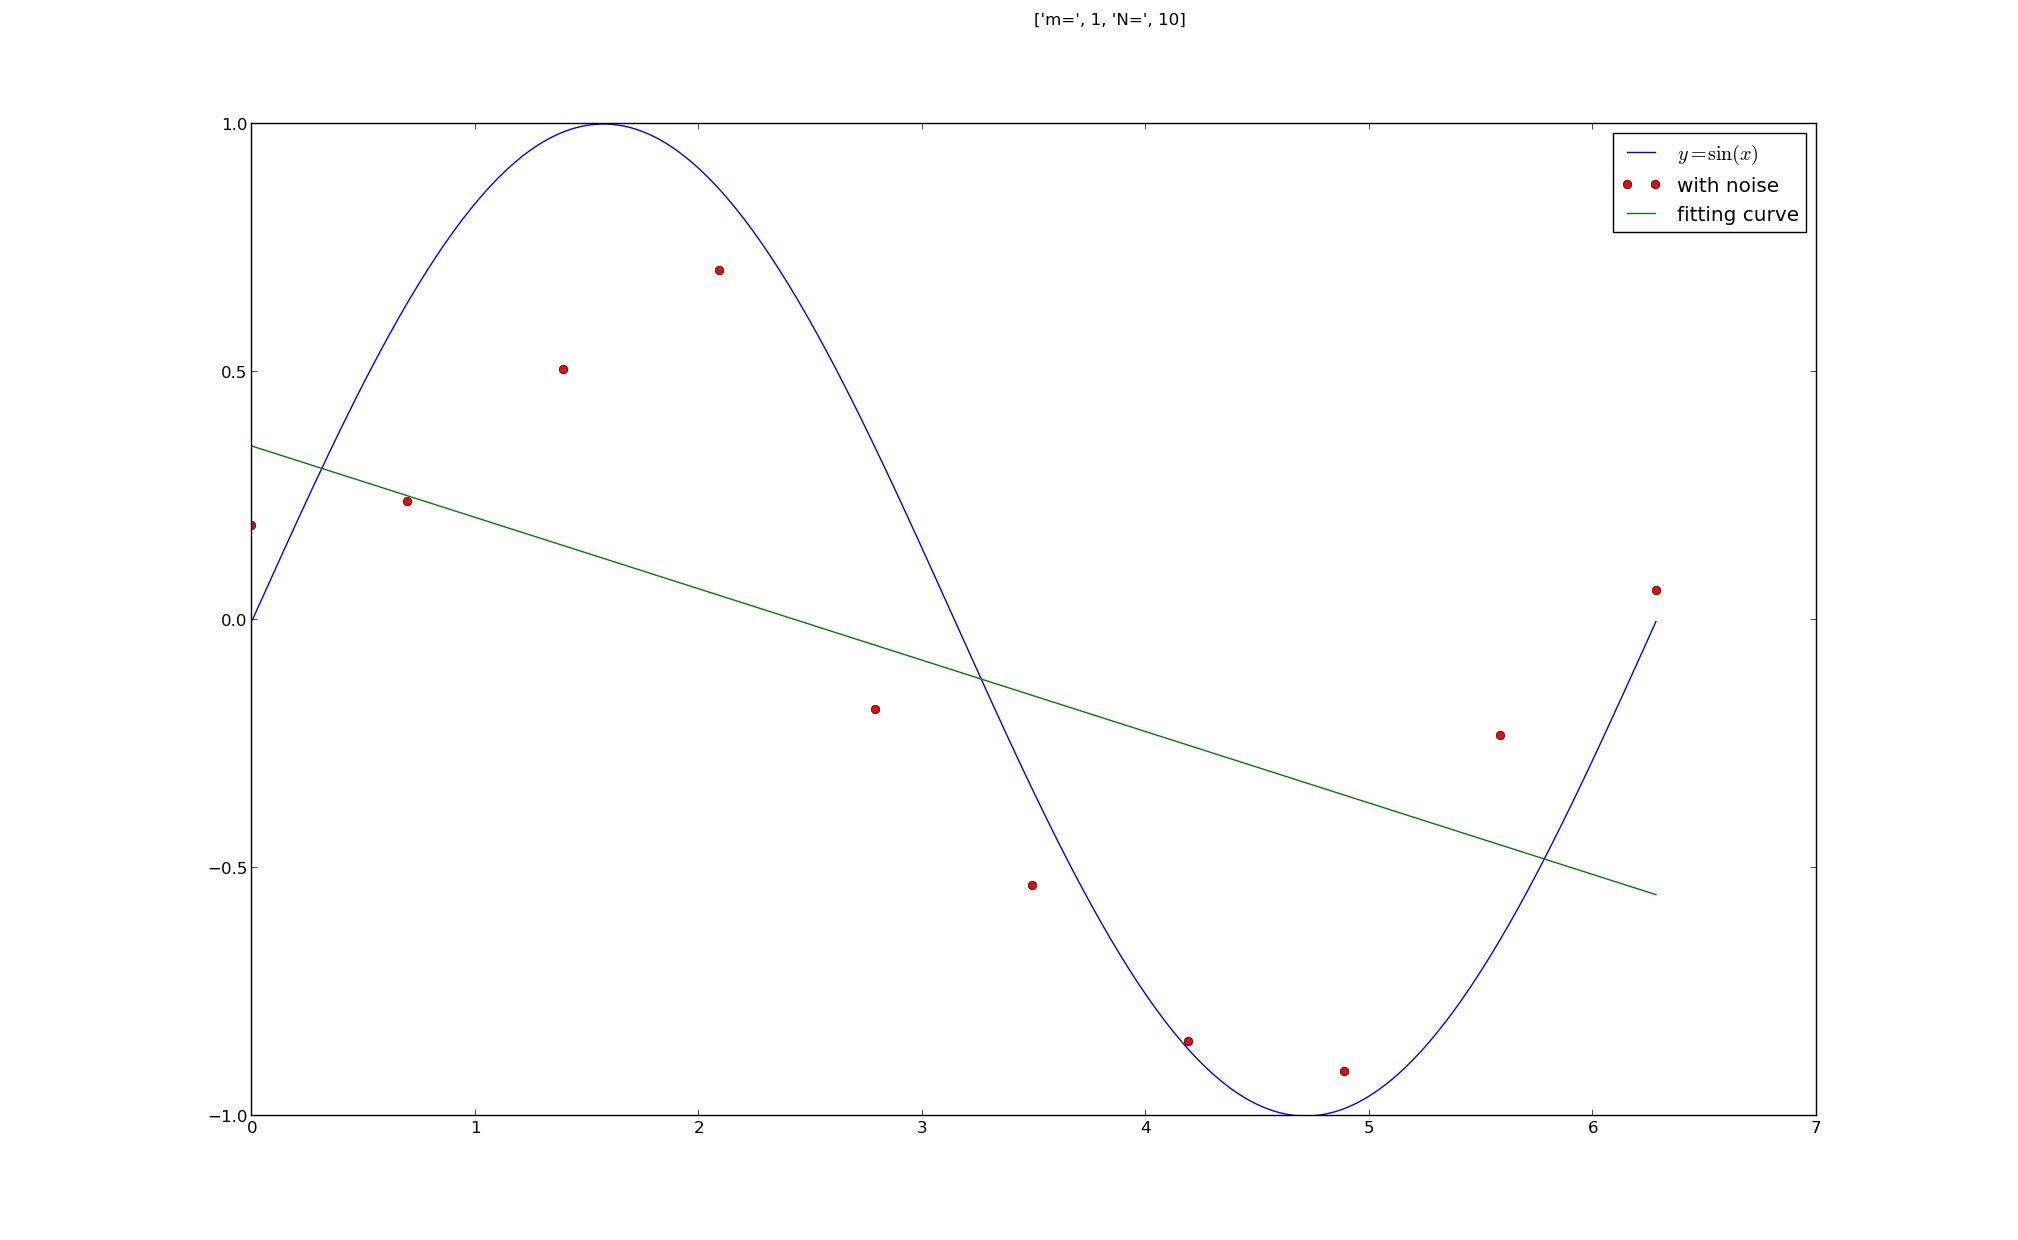 ['m=', 1, 'N=', 10]
1.0
0.5
0.0
−0.5
−1.0
0 1 2 3 4 5 6 7
y=sin(x)
with noise
fitting curve